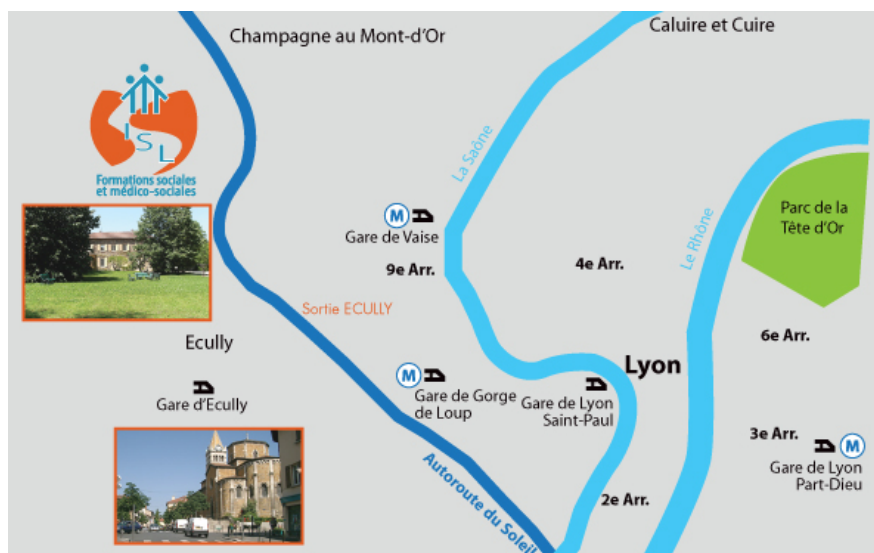 Champagne au Mont-d'Or
Caluire et Cuire
ISL
Formations sociales
et médico-sociales
La Saône
Le Rhône
Parc de la
Tête d'Or
M
Gare de Vaise
9e Arr.
4e Arr.
Sortie ECULLY
Ecully
6e Arr.
Lyon
M
Gare de Gorge
de Loup
Gare d'Ecully
Gare de Lyon
Saint-Paul
3e Arr.
M
Gare de Lyon
Part-Dieu
Autoroute du Soleil
2e Arr.